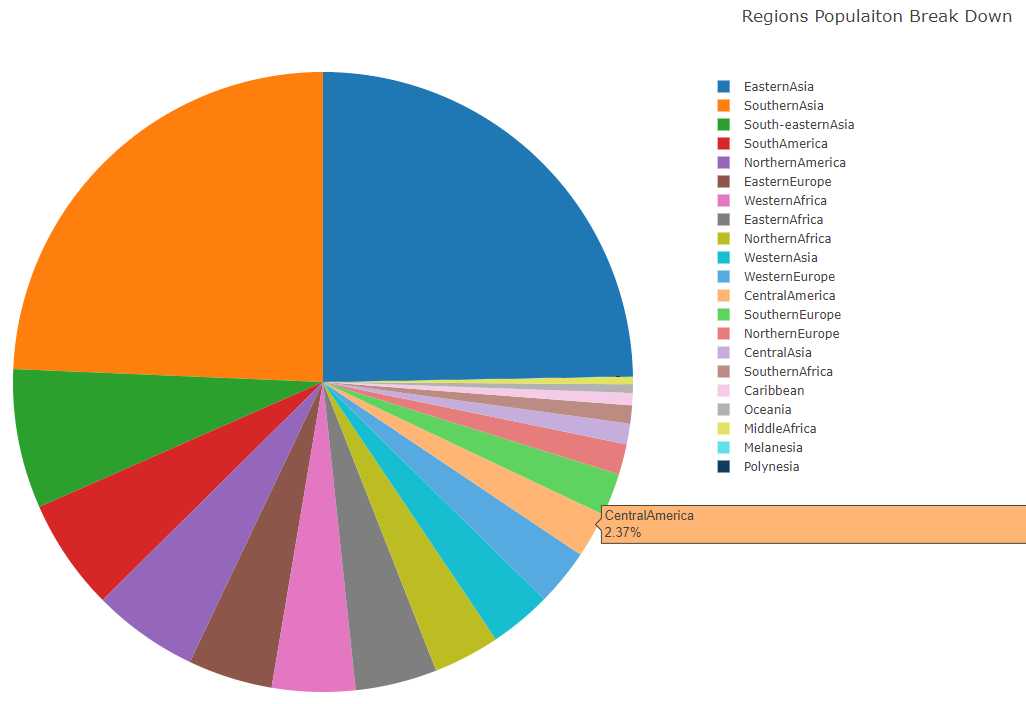 Regions Populaiton Break Down
EasternAsia
SouthernAsia
South-easternAsia
SouthAmerica
NorthernAmerica
EasternEurope
WesternAfrica
EasternAfrica
NorthernAfrica
WesternAsia
WesternEurope
CentralAmerica
SouthernEurope
NorthernEurope
CentralAsia
SouthernAfrica
Caribbean
Oceania
MiddleAfrica
Melanesia
Polynesia
CentralAmerica
2.37%